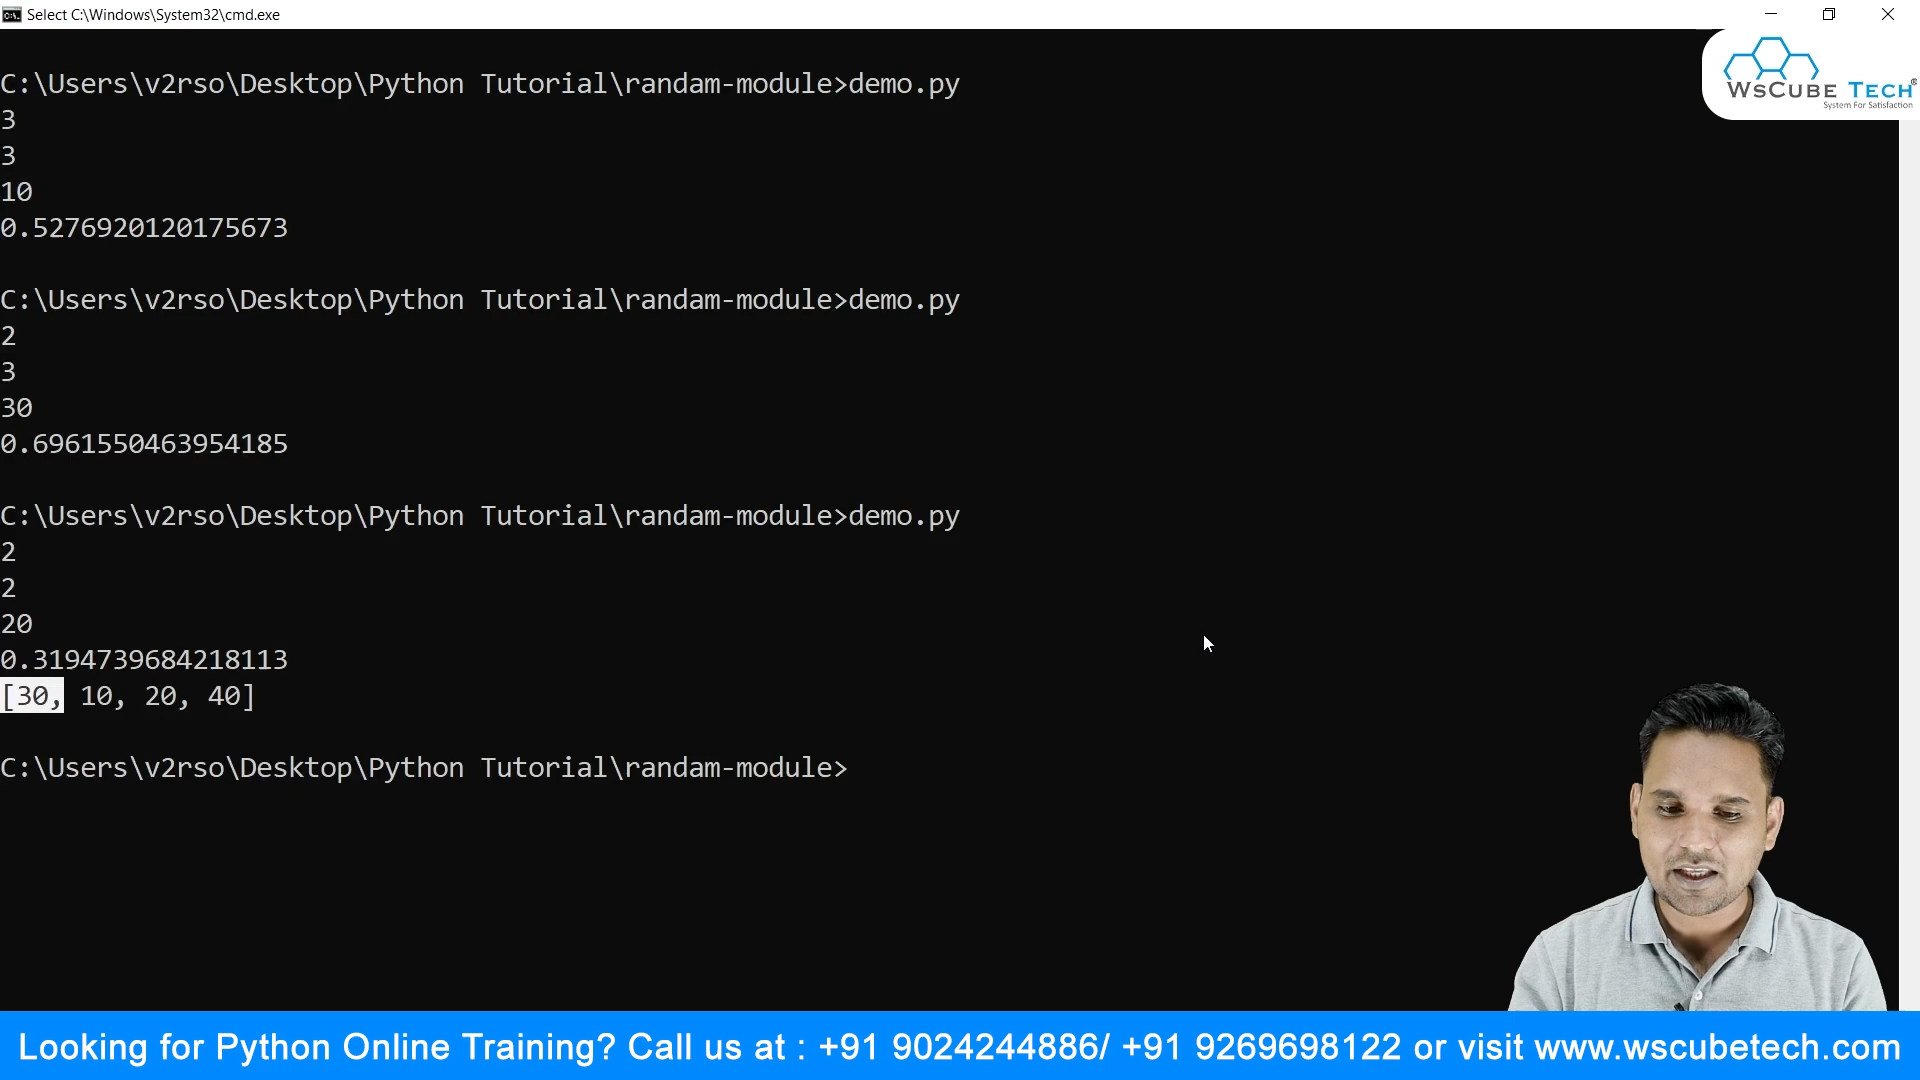 Select C:\Windows\System32\cmd.exe
C:\Users\v2rso\Desktop\Python Tutorial\randam-module>demo.py
3
3
10
0.5276920120175673
C:\Users\v2rso\Desktop\Python Tutorial\randam-module>demo.py
2
3
30
0.6961550463954185
C:\Users\v2rso\Desktop\Python Tutorial\randam-module>demo.py
2
2
20
0.3194739684218113
[30, 10, 20, 40]
C:\Users\v2rso\Desktop\Python Tutorial\randam-module>
WsCube Tech®
System For Satisfaction
Looking for Python Online Training? Call us at : +91 9024244886/ +91 9269698122 or visit www.wscubetech.com